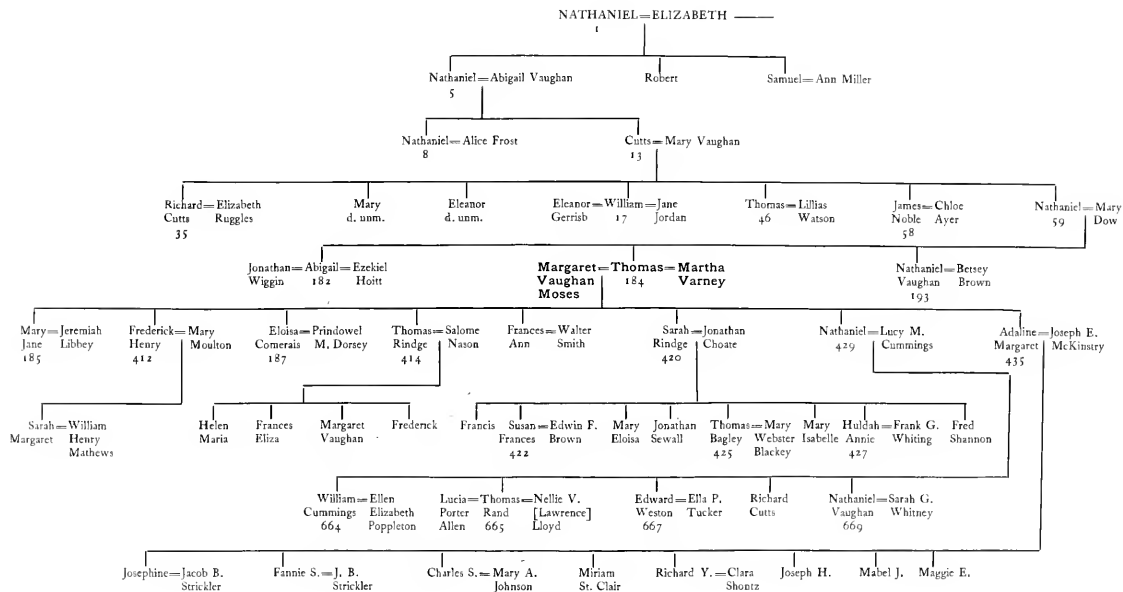 NATHANIEL=ELIZABETH ———
1
Nathaniel=Abigail Vaughan Robert Samuel=Ann Miller
5
Nathaniel=Alice Frost Cutts=Mary Vaughan
8 13
Richard=Elizabeth Mary Eleanor Eleanor=William=Jane Thomas=Lillias James=Chloe Nathaniel=Mary
Cutts Ruggles d. unm. d. unm. Gerrish 17 Jordan 46 Watson Noble Ayer 59 Dow
35 58
Jonathan=Abigail=Ezekiel Margaret=Thomas=Martha Nathaniel=Betsey
Wiggin 182 Hoitt Vaughan 184 Varney Vaughan Brown
Moses 193
Mary=Jeremiah Frederick=Mary Eloisa=Prindowel Thomas=Salome Frances=Walter Sarah=Jonathan Nathaniel=Lucy M. Adaline=Joseph E.
Jane Libbey Henry Moulton Comerais M. Dorsey Rindge Nason Ann Smith Rindge Choate 429 Cummings Margaret McKinstry
185 412 187 414 420 435
Sarah=William Helen Frances Margaret Frederick Francis Susan=Edwin F. Mary Jonathan Thomas=Mary Mary Huldah=Frank G. Fred
Margaret Henry Maria Eliza Vaughan Frances Brown Eloisa Sewall Bagley Webster Isabelle Annie Whiting Shannon
Mathews 422 425 Blackey 427
William=Ellen Lucia=Thomas=Nellie V. Edward=Ella P. Richard Nathaniel=Sarah G.
Cummings Elizabeth Porter Rand [Lawrence] Weston Tucker Cutts Vaughan Whitney
664 Poppleton Allen 665 Lloyd 667 669
Josephine=Jacob B. Fannie S.=J. B. Charles S.=Mary A. Miriam Richard Y.=Clara Joseph H. Mabel J. Maggie E.
Strickler Strickler Johnson St. Clair Shontz